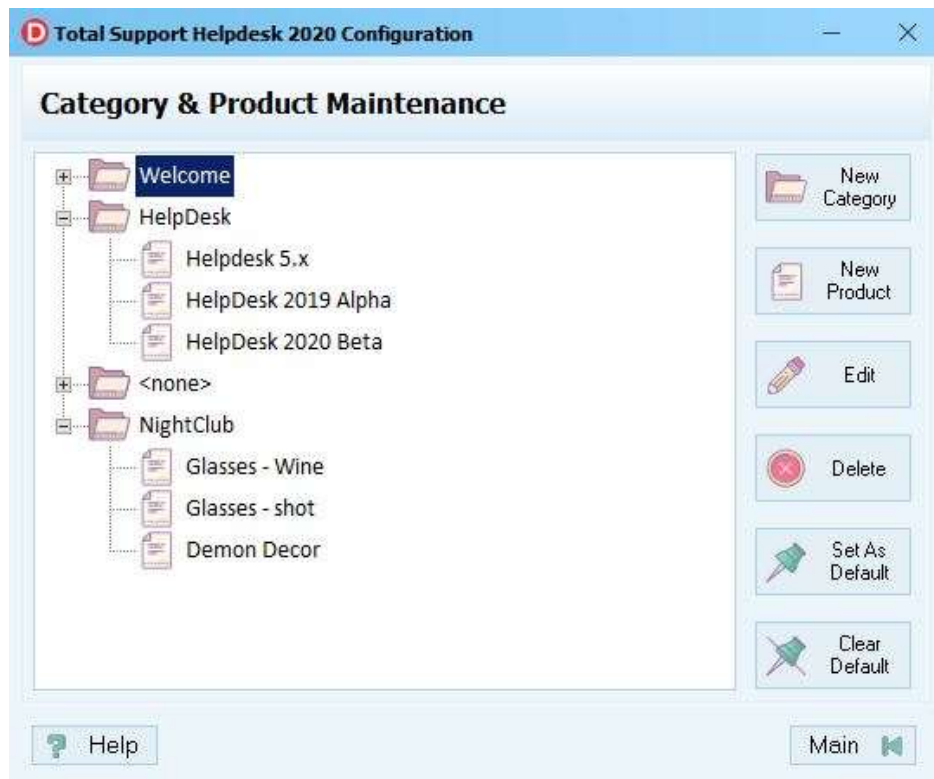 Total Support Helpdesk 2020 Configuration
Category & Product Maintenance
Welcome
HelpDesk
Helpdesk 5.x
HelpDesk 2019 Alpha
HelpDesk 2020 Beta
<none>
NightClub
Glasses - Wine
Glasses - shot
Demon Decor
New
Category
New
Product
Edit
Delete
Set As
Default
Clear
Default
? Help
Main